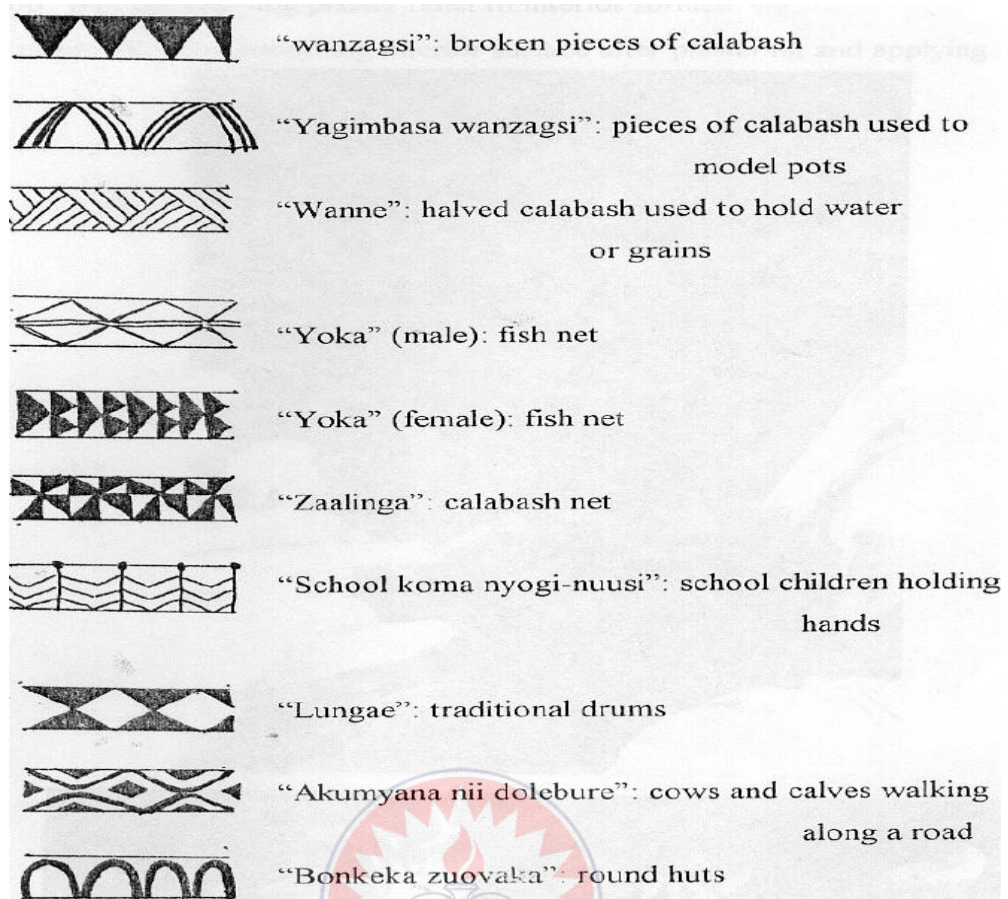 “wanzagsi”: broken pieces of calabash
“Yagimbasa wanzagsi”: pieces of calabash used to
model pots
“Wanne”: halved calabash used to hold water
or grains
“Yoka” (male): fish net
“Yoka” (female): fish net
“Zaalinga”: calabash net
“School koma nyogi-nuusi”: school children holding
hands
“Lungae”: traditional drums
“Akumyana nii dolebure”: cows and calves walking
along a road
“Bonkeka zuovaka”: round huts